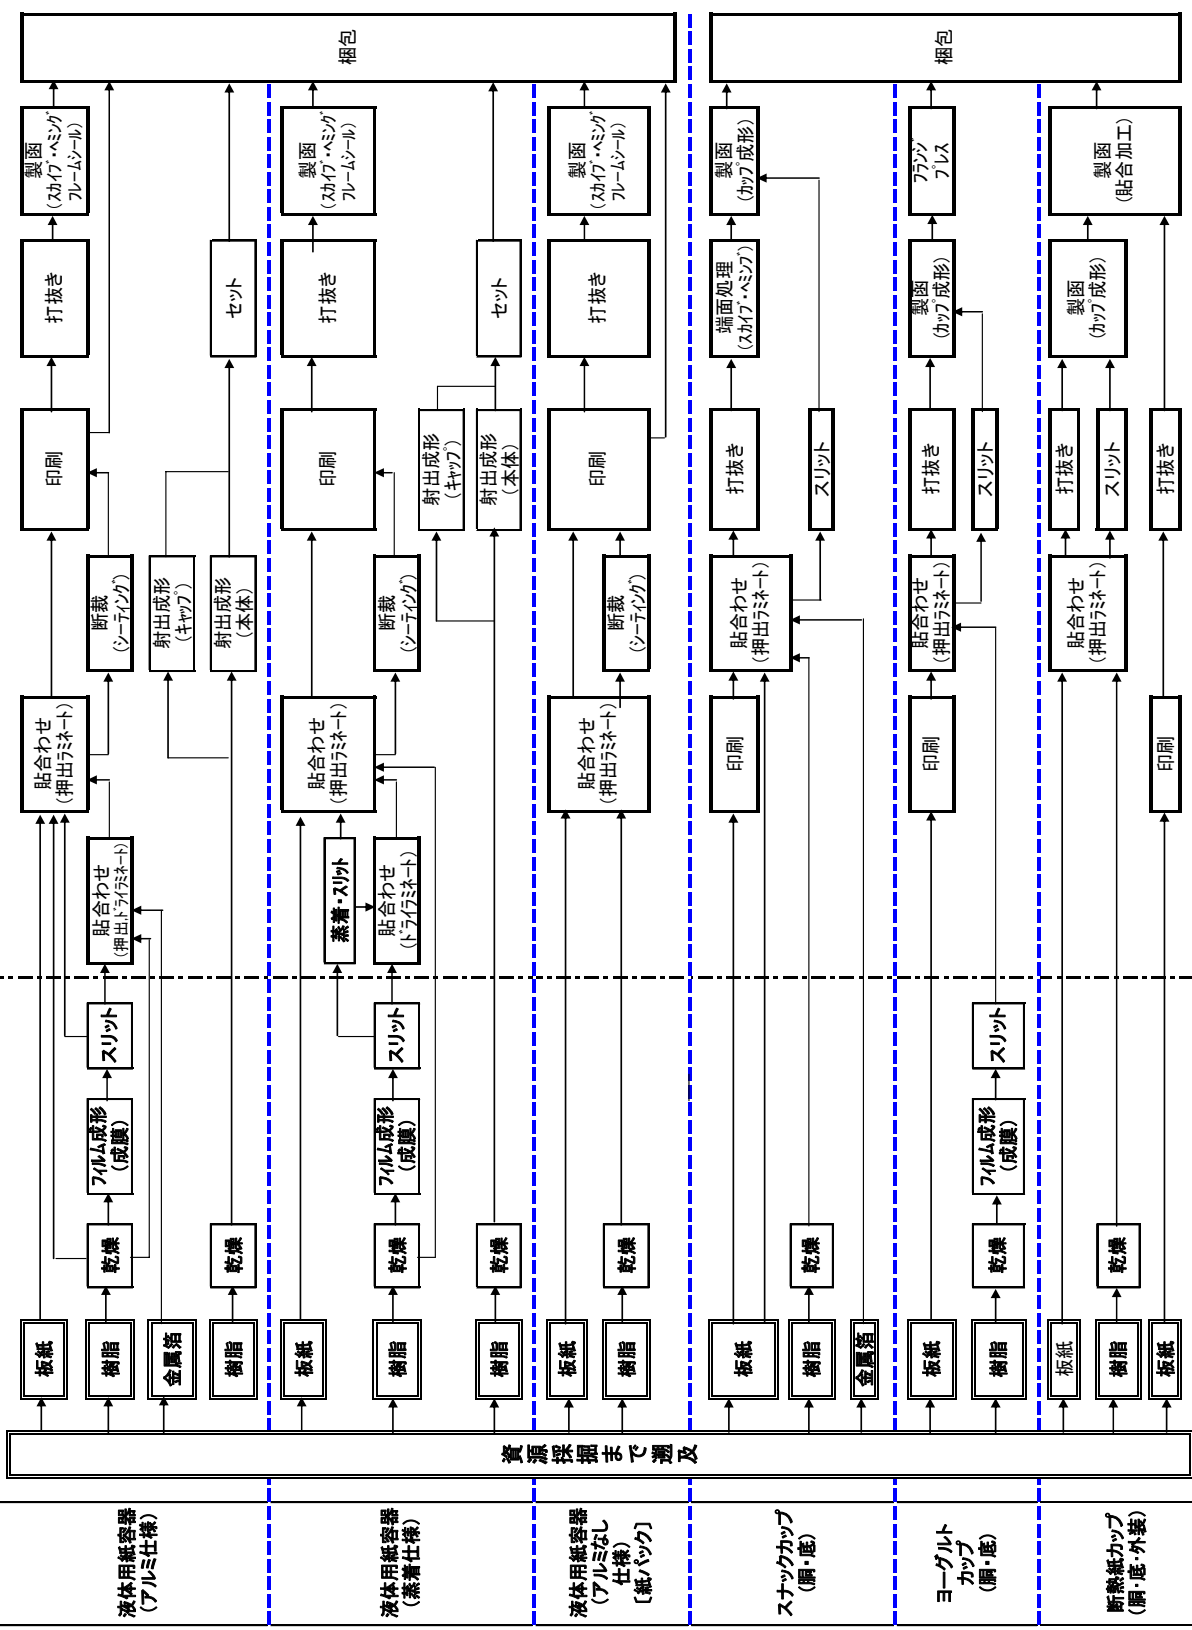 液体用紙容器
(アルミ仕様)
資源採掘まで遡及
板紙
樹脂
金属箔
樹脂
乾燥
乾燥
フィルム成形
(成膜)
スリット
貼合わせ
(押出,ドライラミネート)
貼合わせ
(押出ラミネート)
断裁
(シーティング)
射出成形
(キャップ)
射出成形
(本体)
印刷
打抜き
セット
製函
(スカイブ・ヘミング
フレームシール)
梱包
液体用紙容器
(蒸着仕様)
板紙
樹脂
樹脂
乾燥
乾燥
フィルム成形
(成膜)
スリット
蒸着・スリット
貼合わせ
(ドライラミネート)
貼合わせ
(押出ラミネート)
断裁
(シーティング)
印刷
射出成形
(キャップ)
射出成形
(本体)
打抜き
セット
製函
(スカイブ・ヘミング
フレームシール)
液体用紙容器
(アルミなし
仕様)
[紙パック]
板紙
樹脂
乾燥
貼合わせ
(押出ラミネート)
断裁
(シーティング)
印刷
打抜き
製函
(スカイブ・ヘミング
フレームシール)
スナックカップ
(胴・底)
板紙
樹脂
金属箔
乾燥
印刷
貼合わせ
(押出ラミネート)
打抜き
スリット
端面処理
(スカイブ・ヘミング)
製函
(カップ成形)
梱包
ヨーグルト
カップ
(胴・底)
板紙
樹脂
乾燥
フィルム成形
(成膜)
スリット
印刷
貼合わせ
(押出ラミネート)
打抜き
スリット
製函
(カップ成形)
フランジ
プレス
断熱紙カップ
(胴・底・外装)
板紙
樹脂
板紙
乾燥
印刷
貼合わせ
(押出ラミネート)
打抜き
スリット
打抜き
製函
(カップ成形)
製函
(貼合加工)